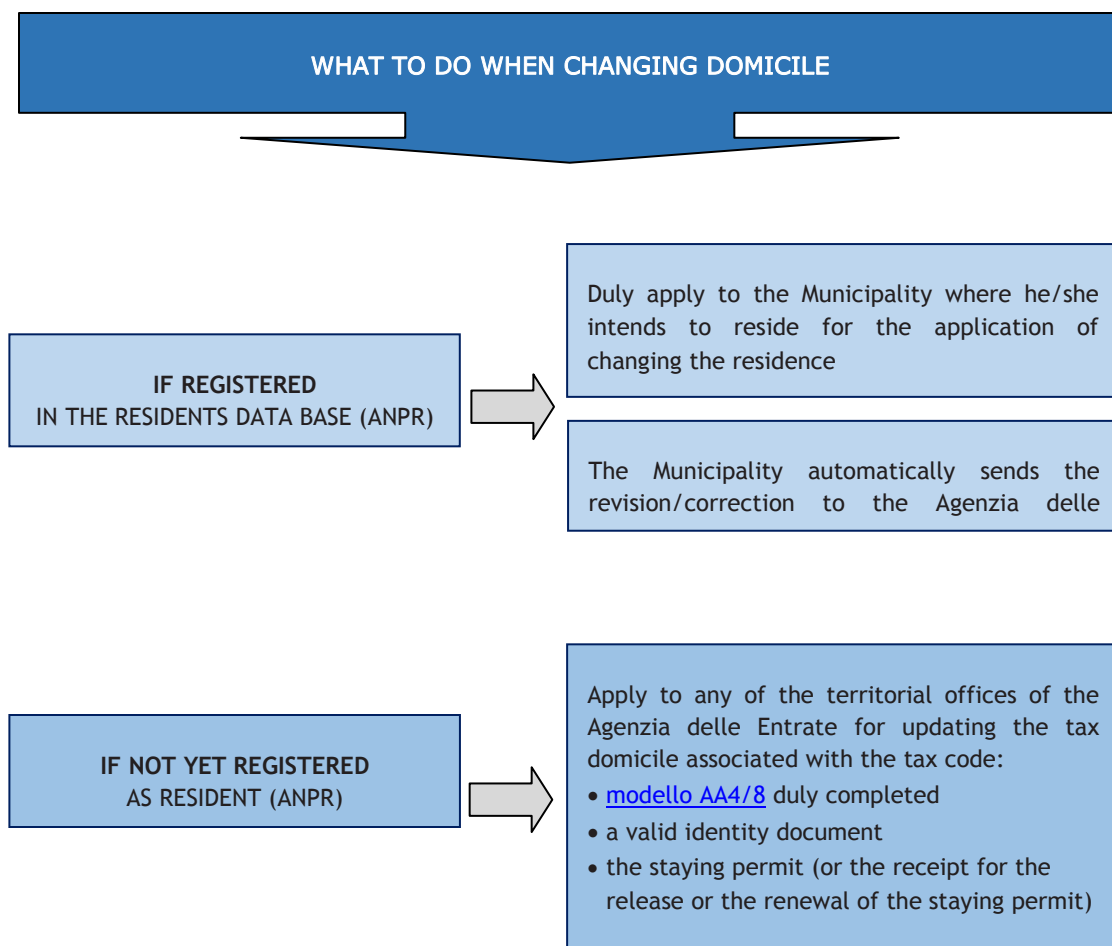 WHAT TO DO WHEN CHANGING DOMICILE
IF REGISTERED
IN THE RESIDENTS DATA BASE (ANPR)
Duly apply to the Municipality where he/she
intends to reside for the application of
changing the residence
The Municipality automatically sends the
revision/correction to the Agenzia delle
IF NOT YET REGISTERED
AS RESIDENT (ANPR)
Apply to any of the territorial offices of the
Agenzia delle Entrate for updating the tax
domicile associated with the tax code:
• modello AA4/8 duly completed
• a valid identity document
• the staying permit (or the receipt for the
release or the renewal of the staying permit)